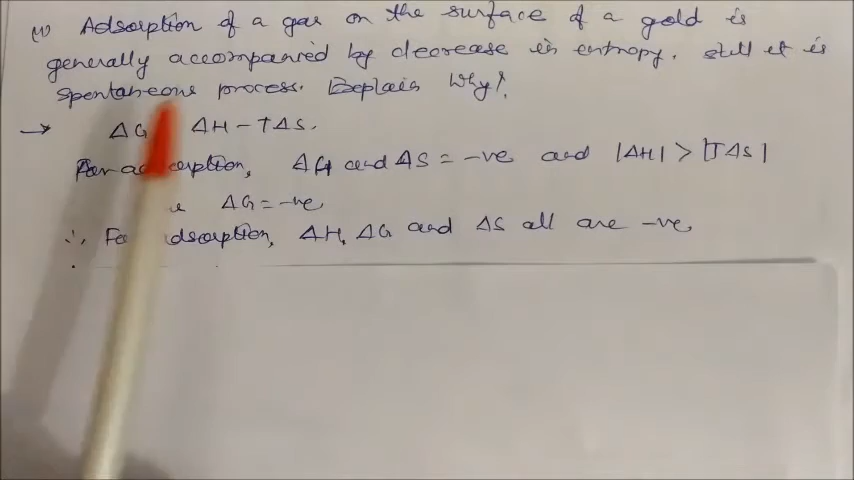 (11) Adsorption of a gas on the surface of a gold is
generally accompanied by decrease in entropy. still it is
spentaneous process. Explain Why?
→ ΔG ΔH - TΔS.
For adsorption, ΔH and ΔS = -ve and |ΔH| > |TΔS|
ΔG = -ve
∴ For adsorption, ΔH, ΔG and ΔS all are -ve